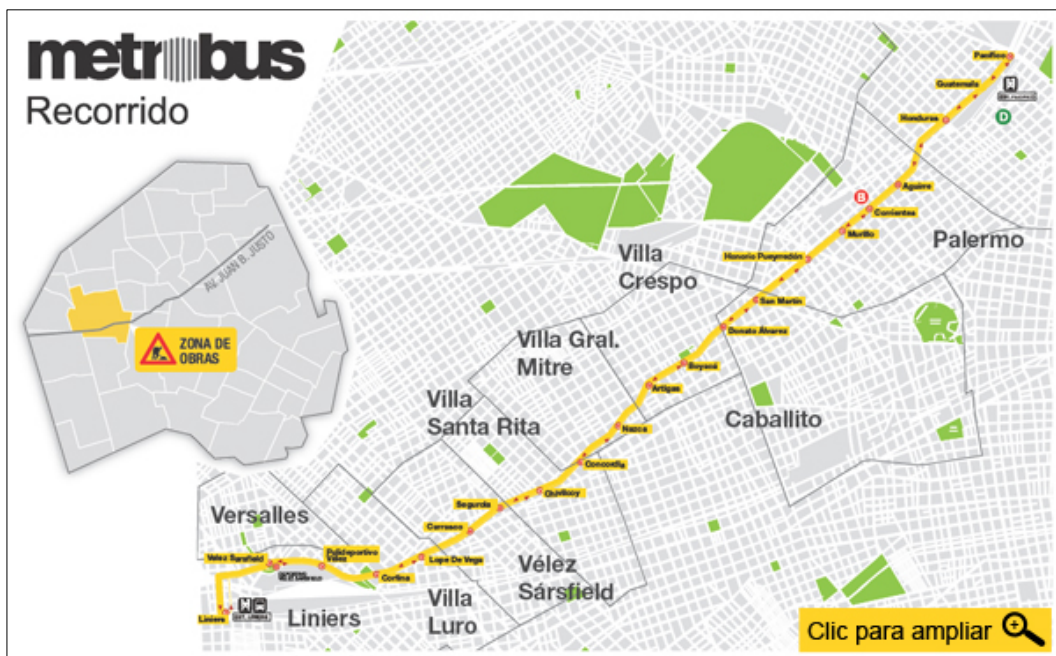 metrobus
Recorrido
AV. JUAN B. JUSTO
ZONA DE
OBRAS
Pacífico
Guatemala
Honduras
D
Aguirre
B
Corrientes
Murillo
Palermo
Villa
Crespo
Honorio Pueyrredón
San Martín
Donato Álvarez
Villa Gral.
Mitre
Boyacá
Artigas
Villa
Santa Rita
Caballito
Nazca
Concordia
Segurola
Carrasco
Versalles
Polideportivo
Vélez
Vélez Sarsfield
Lope De Vega
Cortina
Vélez
Sársfield
Liniers
Liniers
Villa
Luro
Clic para ampliar